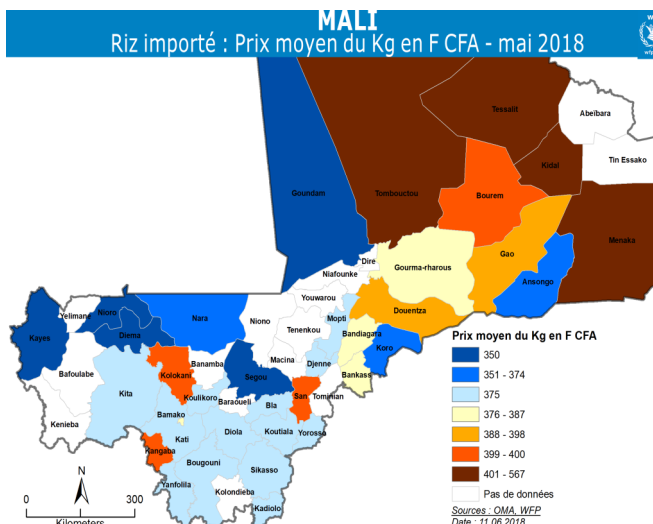 MALI
Riz importé : Prix moyen du Kg en F CFA - mai 2018
wfp
Tessalit
Abeïbara
Tin Essako
Kidal
Goundam
Tombouctou
Bourem
Menaka
Diré
Gourma-rharous
Gao
Ansongo
Niafounke
Youwarou
Douentza
Yelimane
Nioro
Nara
Niono
Mopti
Tenenkou
Bandiagara
Koro
Kayes
Diema
Macina
Djenne
Bankass
Bafoulabe
Kolokani
Banamba
Segou
Kita
Koulikoro
Baraoueli
San
Tominian
Bla
Kenieba
Bamako
Kati
Diola
Koutiala
Yorosso
Kangaba
Bougouni
Sikasso
Yanfolila
Kolondieba
Kadiolo
Prix moyen du Kg en F CFA
350
351 - 374
375
376 - 387
388 - 398
399 - 400
401 - 567
Pas de données
N
0 300
Kilometers
Sources : OMA, WFP
Date : 11.06.2018